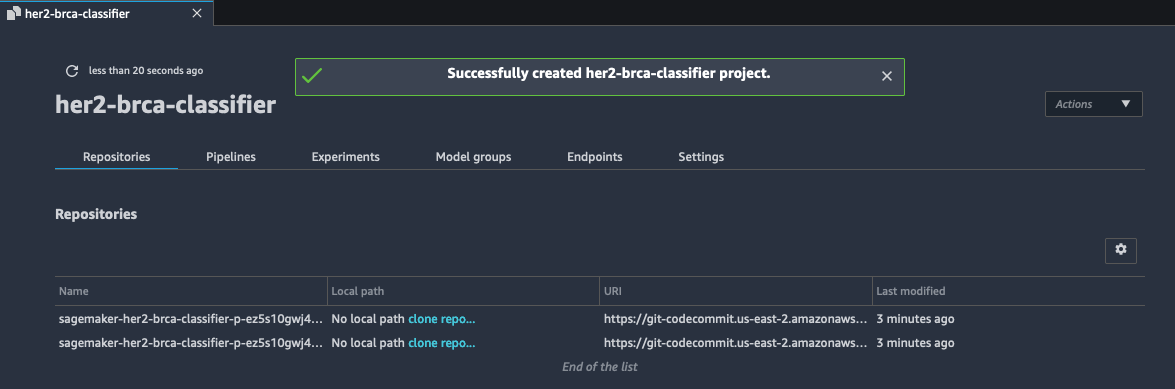 her2-brca-classifier
less than 20 seconds ago
Successfully created her2-brca-classifier project.
her2-brca-classifier
Actions
Repositories Pipelines Experiments Model groups Endpoints Settings
Repositories
Name Local path URI Last modified
sagemaker-her2-brca-classifier-p-ez5s10gwj4... No local path clone repo... https://git-codecommit.us-east-2.amazonaws... 3 minutes ago
sagemaker-her2-brca-classifier-p-ez5s10gwj4... No local path clone repo... https://git-codecommit.us-east-2.amazonaws... 3 minutes ago
End of the list